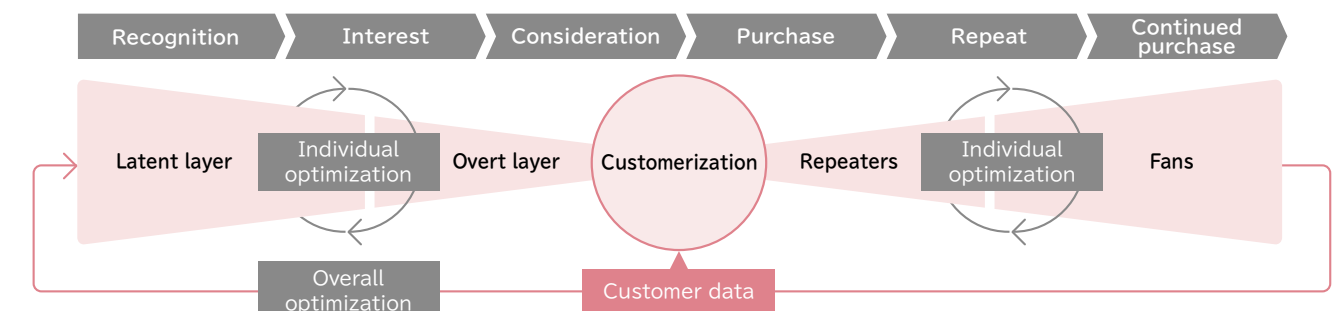 Recognition
Interest
Consideration
Purchase
Repeat
Continued
purchase
Latent layer
Individual
optimization
Overt layer
Customerization
Repeaters
Individual
optimization
Fans
Overall
optimization
Customer data